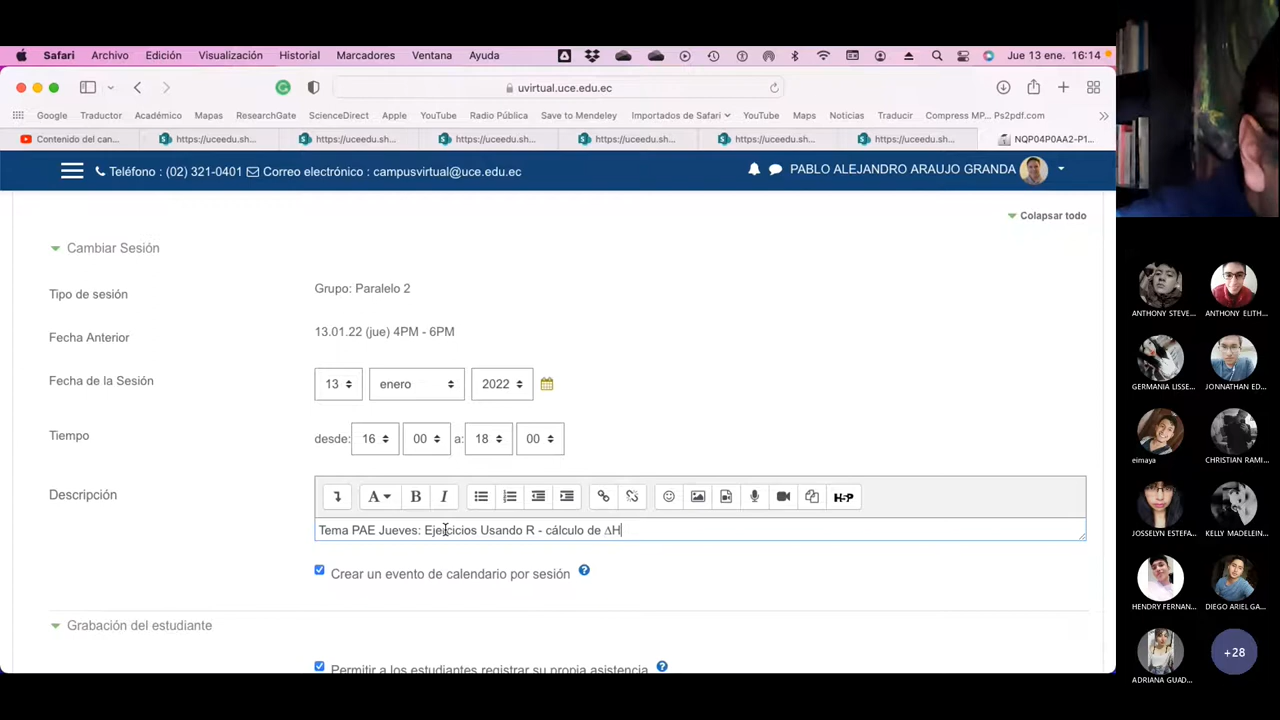 Safari Archivo Edición Visualización Historial Marcadores Ventana Ayuda Jue 13 ene. 16:14
uvirtual.uce.edu.ec
Google Traductor Académico Mapas ResearchGate ScienceDirect Apple YouTube Radio Pública Save to Mendeley Importados de Safari YouTube Maps Noticias Traducir Compress MP... Ps2pdf.com
Contenido del can... https://uceedu.sh... https://uceedu.sh... https://uceedu.sh... https://uceedu.sh... https://uceedu.sh... https://uceedu.sh... NQP04P0AA2-P1...
Teléfono : (02) 321-0401 Correo electrónico : campusvirtual@uce.edu.ec PABLO ALEJANDRO ARAUJO GRANDA
Colapsar todo
Cambiar Sesión
Tipo de sesión Grupo: Paralelo 2
Fecha Anterior 13.01.22 (jue) 4PM - 6PM
Fecha de la Sesión 13 enero 2022
Tiempo desde: 16 00 a: 18 00
Descripción
A B I H-P
Tema PAE Jueves: Ejercicios Usando R - cálculo de ΔH
Crear un evento de calendario por sesión ?
Grabación del estudiante
Permitir a los estudiantes registrar su propia asistencia ?
ANTHONY STEVE... ANTHONY ELITH...
GERMANIA LISSE... JONNATHAN ED...
eimaya CHRISTIAN RAMI...
JOSSELYN ESTEFA... KELLY MADELEIN...
HENDRY FERNAN... DIEGO ARIEL GA...
+28
ADRIANA GUAD...